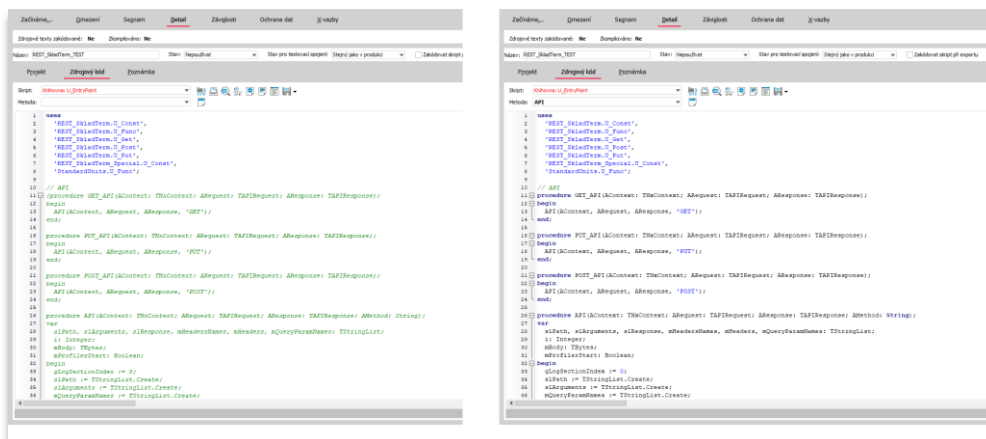 Začínáme,... Omezení Seznam Detail Závislosti Ochrana dat X-vazby
Zdrojové texty zakódované: Ne Zkompilováno: Ne
Název: REST_SkladTerm_TEST Stav: Nepoužívat Stav pro testovací spojení: Stejný jako v produkci Zakódovat skript
Projekt Zdrojový kód Poznámka
Skript: Knihovna: U_EntryPoint
Metoda:
1 uses
2 'REST_SkladTerm.U_Const',
3 'REST_SkladTerm.U_Func',
4 'REST_SkladTerm.U_Get',
5 'REST_SkladTerm.U_Post',
6 'REST_SkladTerm.U_Put',
7 'REST_SkladTerm_Special.U_Const',
8 'StandardUnits.U_Func';
9
10 // API
11 {procedure GET_API(AContext: TNxContext; ARequest: TAPIRequest; AResponse: TAPIResponse);
12 begin
13 API(AContext, ARequest, AResponse, 'GET');
14 end;
15
16 procedure PUT_API(AContext: TNxContext; ARequest: TAPIRequest; AResponse: TAPIResponse);
17 begin
18 API(AContext, ARequest, AResponse, 'PUT');
19 end;
20
21 procedure POST_API(AContext: TNxContext; ARequest: TAPIRequest; AResponse: TAPIResponse);
22 begin
23 API(AContext, ARequest, AResponse, 'POST');
24 end;
25
26 procedure API(AContext: TNxContext; ARequest: TAPIRequest; AResponse: TAPIResponse; AMethod: String);
27 var
28 slPath, slArguments, slResponse, mHeadersNames, mHeaders, mQueryParamNames: TStringList;
29 i: Integer;
30 mBody: TBytes;
31 mProfilerStart: Boolean;
32 begin
33 gLogSectionIndex := 0;
34 slPath := TStringList.Create;
35 slArguments := TStringList.Create;
36 mQueryParamNames := TStringList.Create;
Začínáme,... Omezení Seznam Detail Závislosti Ochrana dat X-vazby
Zdrojové texty zakódované: Ne Zkompilováno: Ne
Název: REST_SkladTerm_TEST Stav: Nepoužívat Stav pro testovací spojení: Stejný jako v produkci Zakódovat skript při exportu
Projekt Zdrojový kód Poznámka
Skript: Knihovna: U_EntryPoint
Metoda: API
1 uses
2 'REST_SkladTerm.U_Const',
3 'REST_SkladTerm.U_Func',
4 'REST_SkladTerm.U_Get',
5 'REST_SkladTerm.U_Post',
6 'REST_SkladTerm.U_Put',
7 'REST_SkladTerm_Special.U_Const',
8 'StandardUnits.U_Func';
9
10 // API
11 procedure GET_API(AContext: TNxContext; ARequest: TAPIRequest; AResponse: TAPIResponse);
12 begin
13 API(AContext, ARequest, AResponse, 'GET');
14 end;
15
16 procedure PUT_API(AContext: TNxContext; ARequest: TAPIRequest; AResponse: TAPIResponse);
17 begin
18 API(AContext, ARequest, AResponse, 'PUT');
19 end;
20
21 procedure POST_API(AContext: TNxContext; ARequest: TAPIRequest; AResponse: TAPIResponse);
22 begin
23 API(AContext, ARequest, AResponse, 'POST');
24 end;
25
26 procedure API(AContext: TNxContext; ARequest: TAPIRequest; AResponse: TAPIResponse; AMethod: String);
27 var
28 slPath, slArguments, slResponse, mHeadersNames, mHeaders, mQueryParamNames: TStringList;
29 i: Integer;
30 mBody: TBytes;
31 mProfilerStart: Boolean;
32 begin
33 gLogSectionIndex := 0;
34 slPath := TStringList.Create;
35 slArguments := TStringList.Create;
36 mQueryParamNames := TStringList.Create;